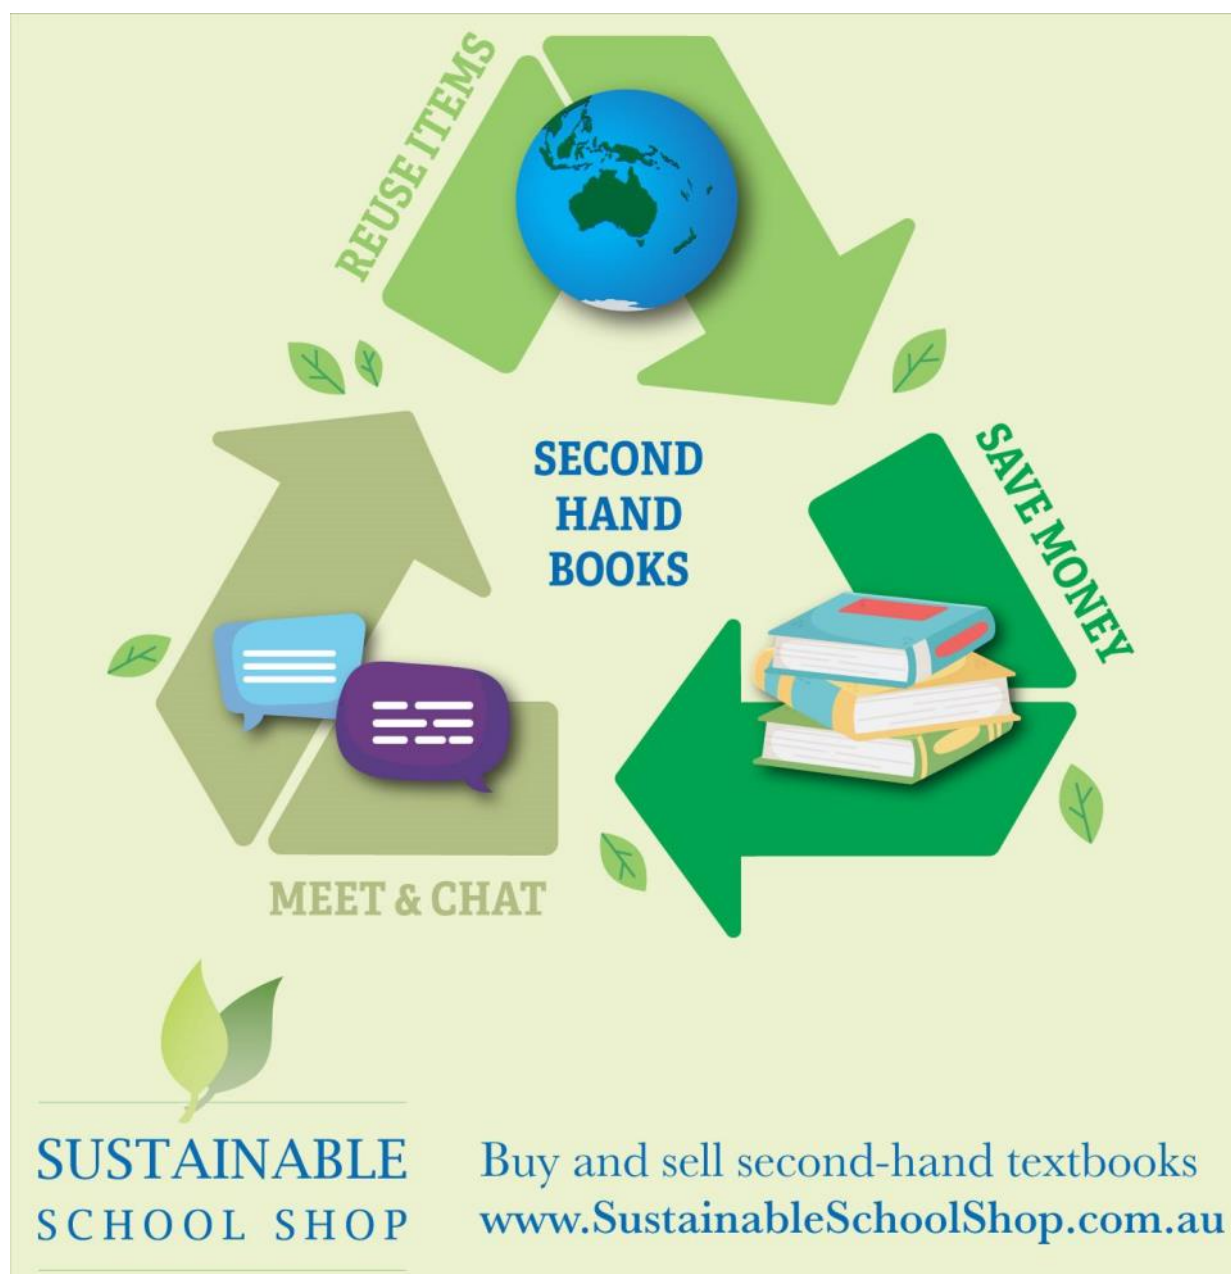 REUSE ITEMS
SAVE MONEY
SECOND
HAND
BOOKS
MEET & CHAT
SUSTAINABLE
SCHOOL SHOP
Buy and sell second-hand textbooks
www.SustainableSchoolShop.com.au